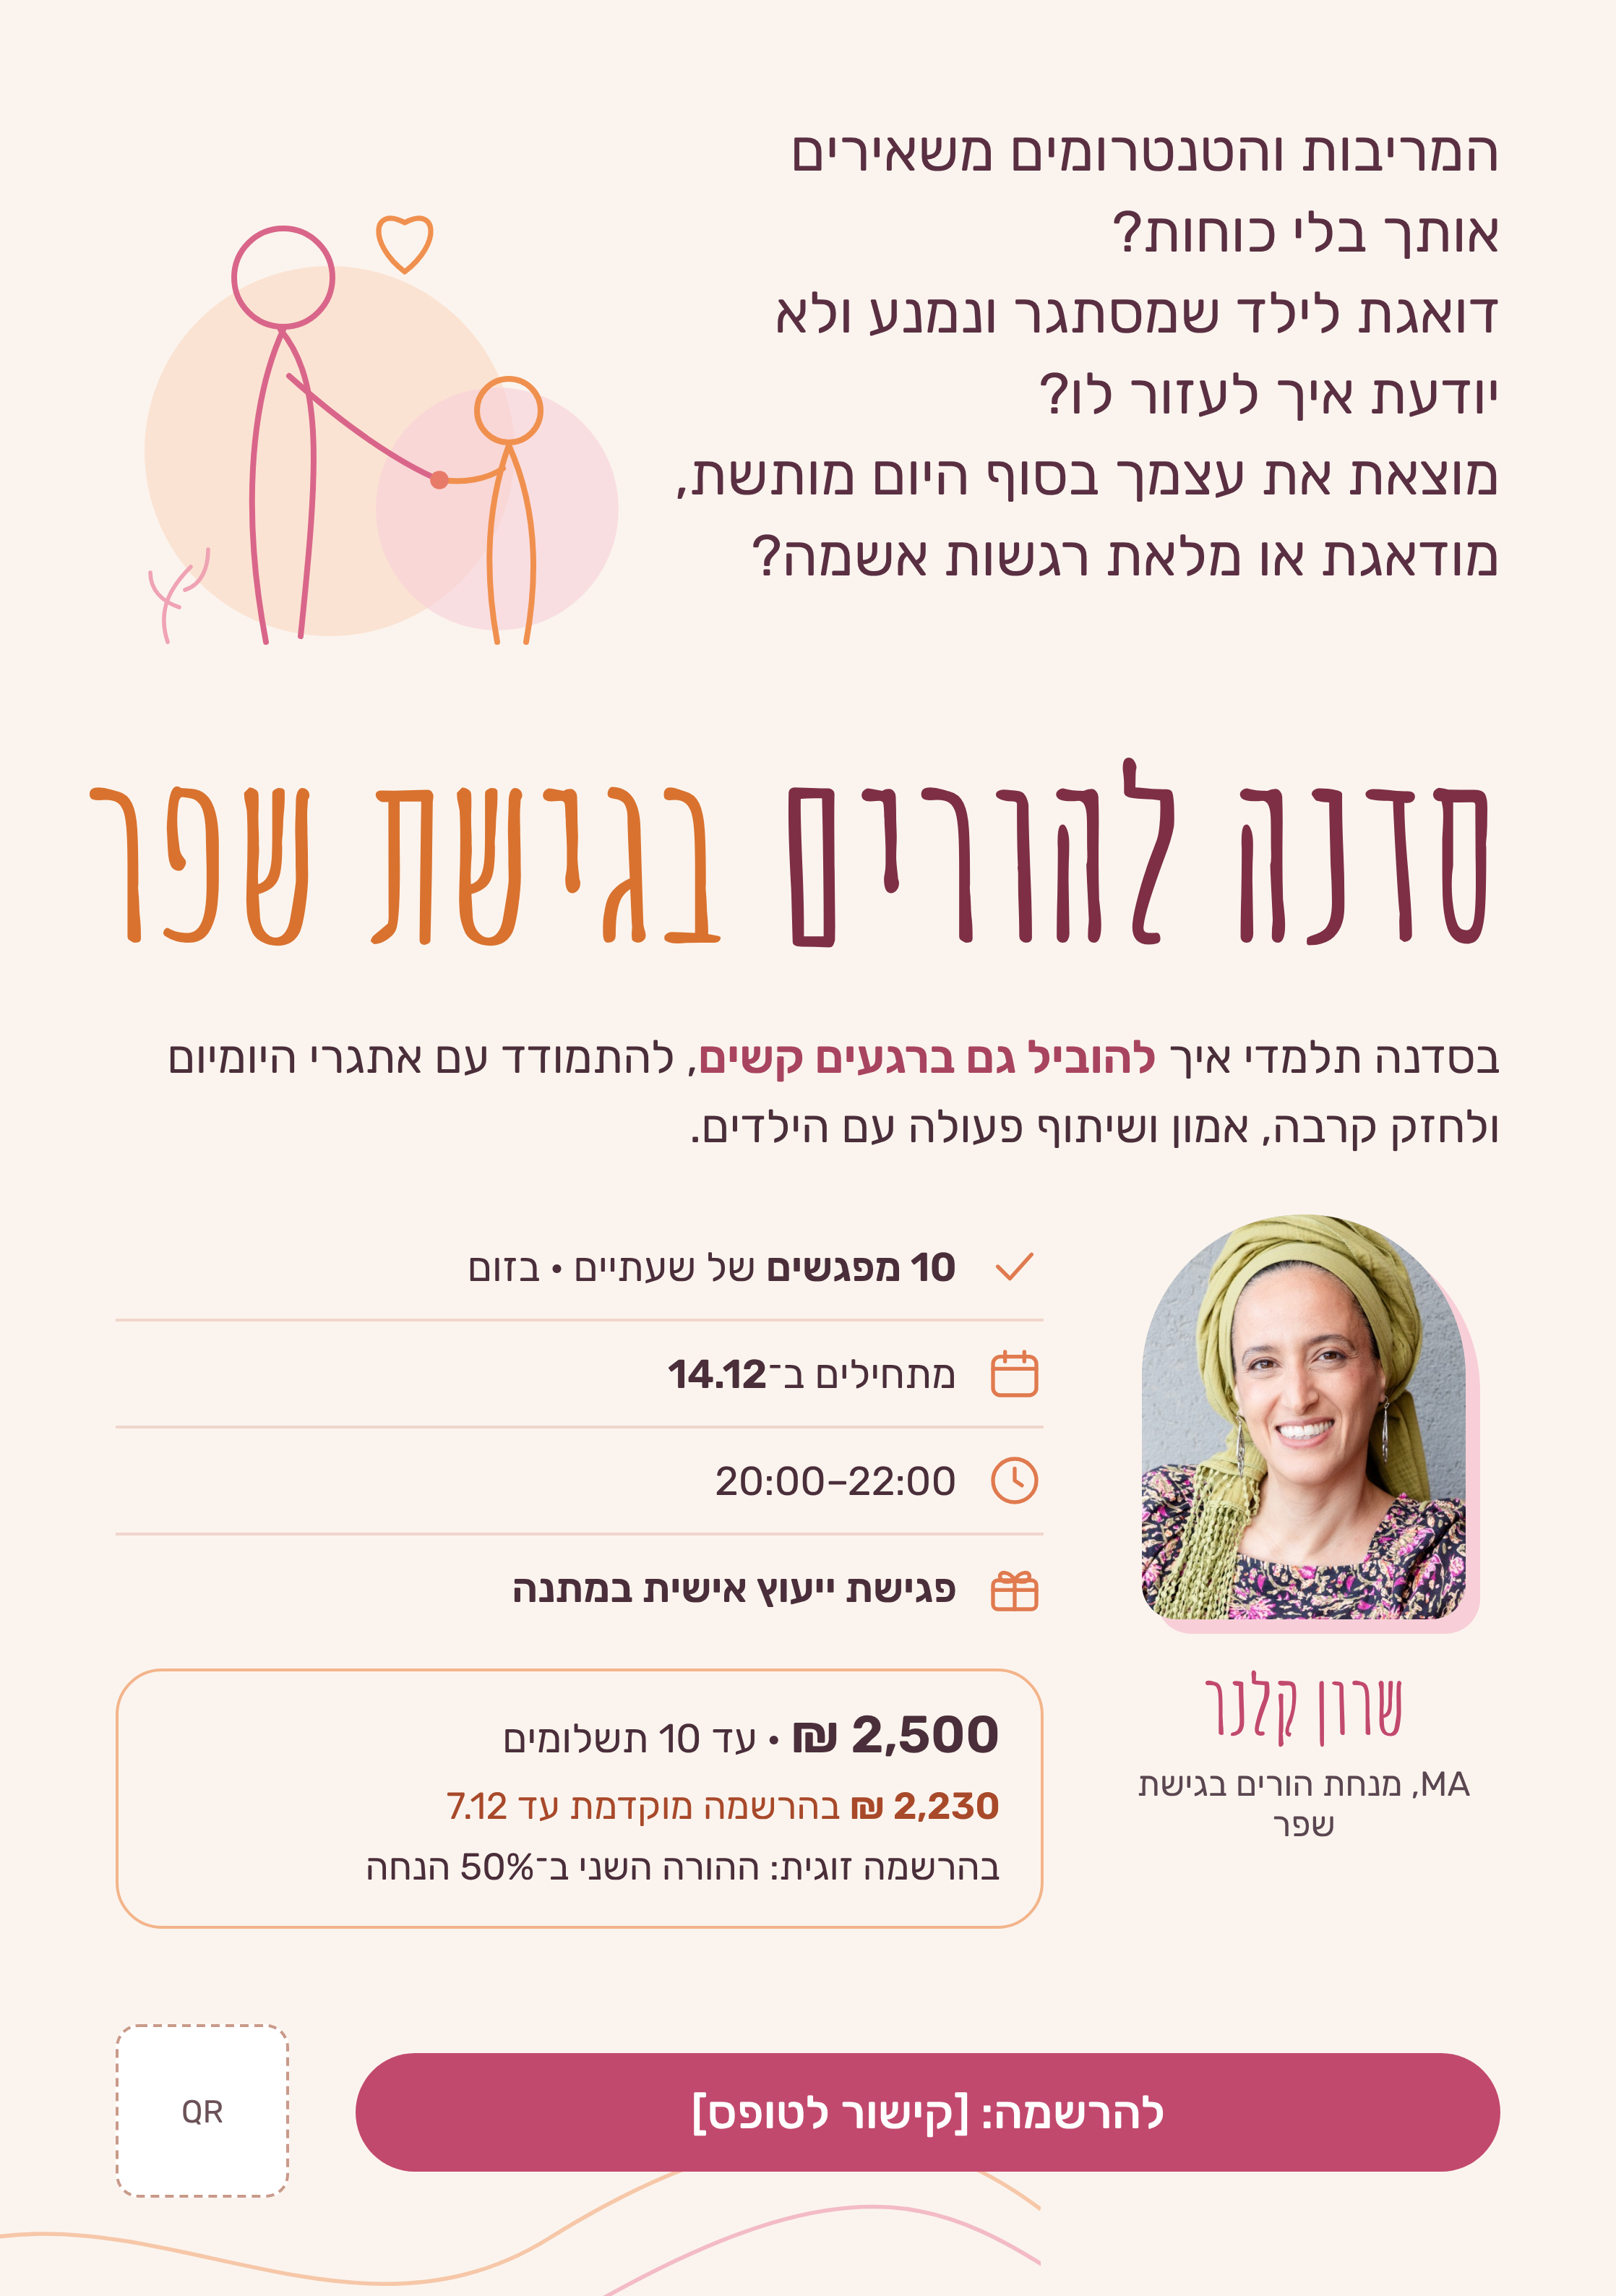 המריבות והטנטרומים משאירים
אותך בלי כוחות?
דואגת לילד שמסתגר ונמנע ולא
יודעת איך לעזור לו?
מוצאת את עצמך בסוף היום מותשת,
מודאגת או מלאת רגשות אשמה?
סדנה להורים בגישת שפר
בסדנה תלמדי איך להוביל גם ברגעים קשים, להתמודד עם אתגרי היומיום
ולחזק קרבה, אמון ושיתוף פעולה עם הילדים.
10 מפגשים של שעתיים • בזום
מתחילים ב־14.12
20:00–22:00
פגישת ייעוץ אישית במתנה
2,500 ₪ • עד 10 תשלומים
2,230 ₪ בהרשמה מוקדמת עד 7.12
בהרשמה זוגית: ההורה השני ב־50% הנחה
שרון קלנר
MA, מנחת הורים בגישת
שפר
להרשמה: [קישור לטופס]
QR